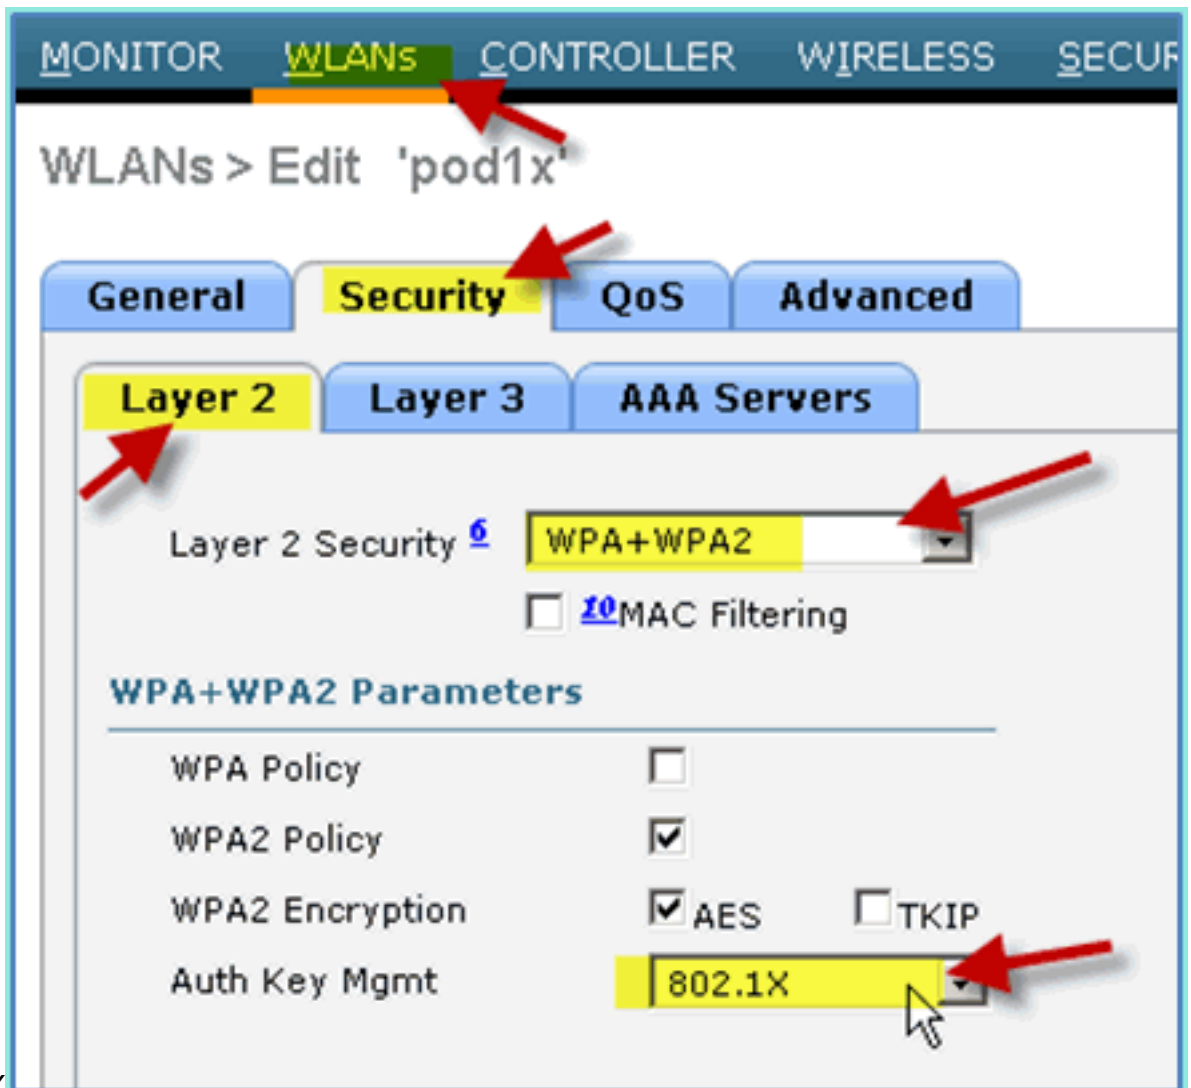 MONITOR WLANs CONTROLLER WIRELESS SECUR
WLANs > Edit 'pod1x'
General Security QoS Advanced
Layer 2 Layer 3 AAA Servers
Layer 2 Security 6 WPA+WPA2
10 MAC Filtering
WPA+WPA2 Parameters
WPA Policy
WPA2 Policy
WPA2 Encryption AES TKIP
Auth Key Mgmt 802.1X